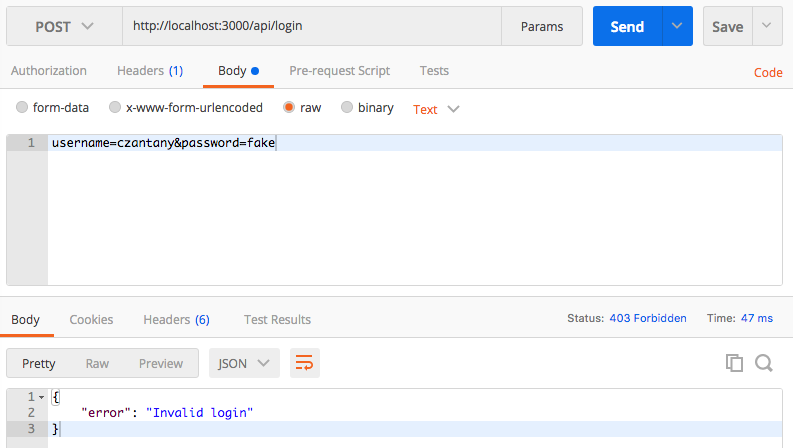 POST http://localhost:3000/api/login Params Send Save
Authorization Headers (1) Body Pre-request Script Tests Code
form-data x-www-form-urlencoded raw binary Text
1 username=czantany&password=fake
Body Cookies Headers (6) Test Results Status: 403 Forbidden Time: 47 ms
Pretty Raw Preview JSON
1 {
2 "error": "Invalid login"
3 }